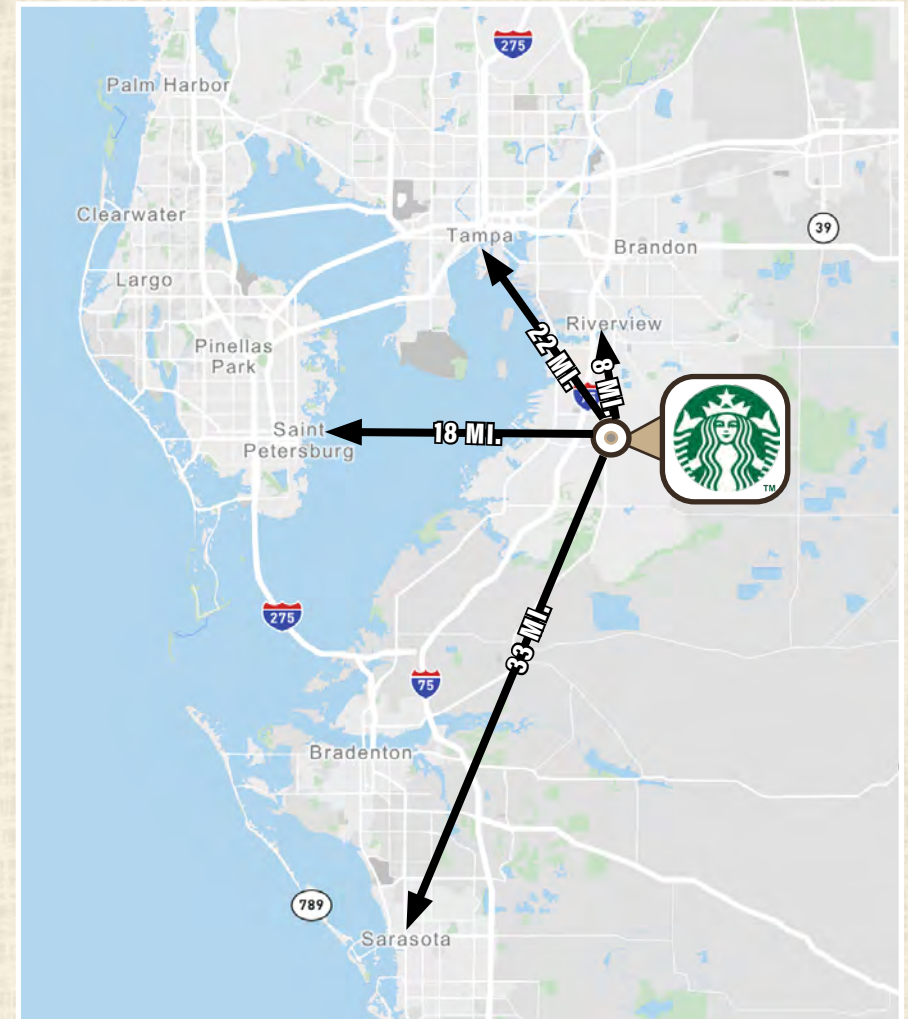 275
Palm Harbor
39
Clearwater
Tampa
Brandon
Largo
Riverview
22 MI.
Pinellas
Park
8 MI.
18 MI.
Saint
Petersburg
TM
275
33 MI.
75
Bradenton
789
Sarasota